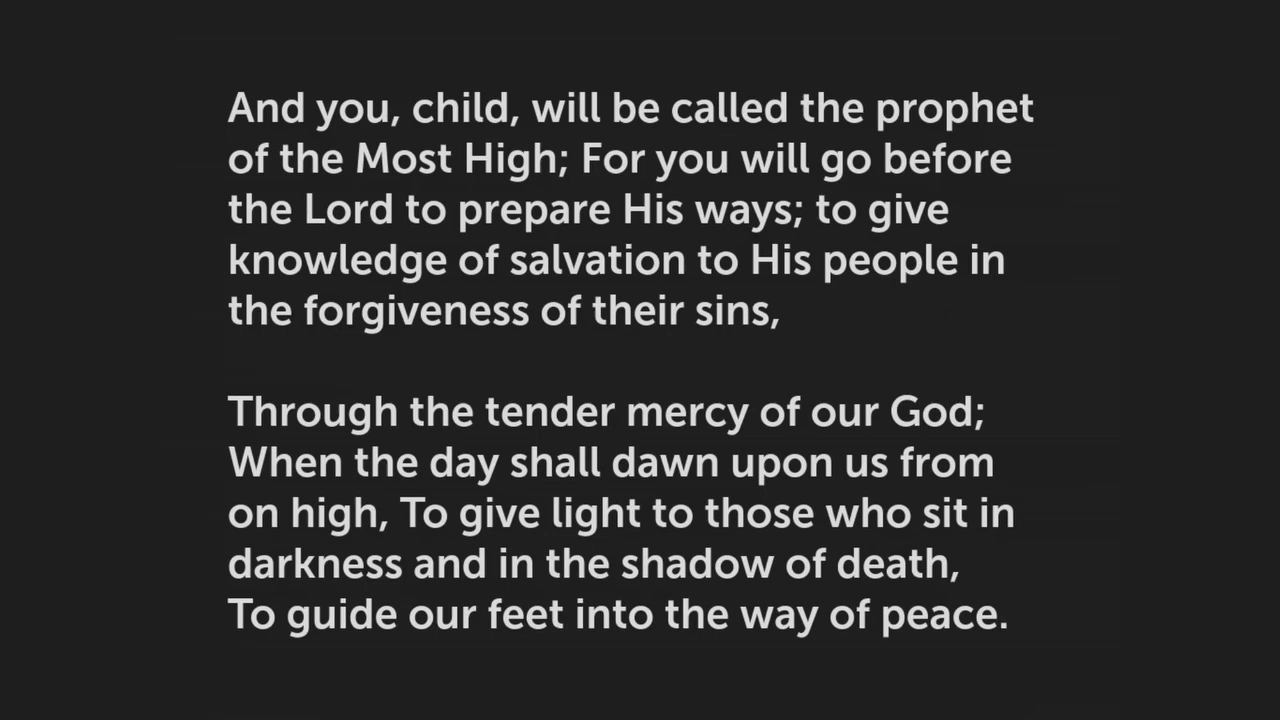 And you, child, will be called the prophet
of the Most High; For you will go before
the Lord to prepare His ways; to give
knowledge of salvation to His people in
the forgiveness of their sins,
Through the tender mercy of our God;
When the day shall dawn upon us from
on high, To give light to those who sit in
darkness and in the shadow of death,
To guide our feet into the way of peace.